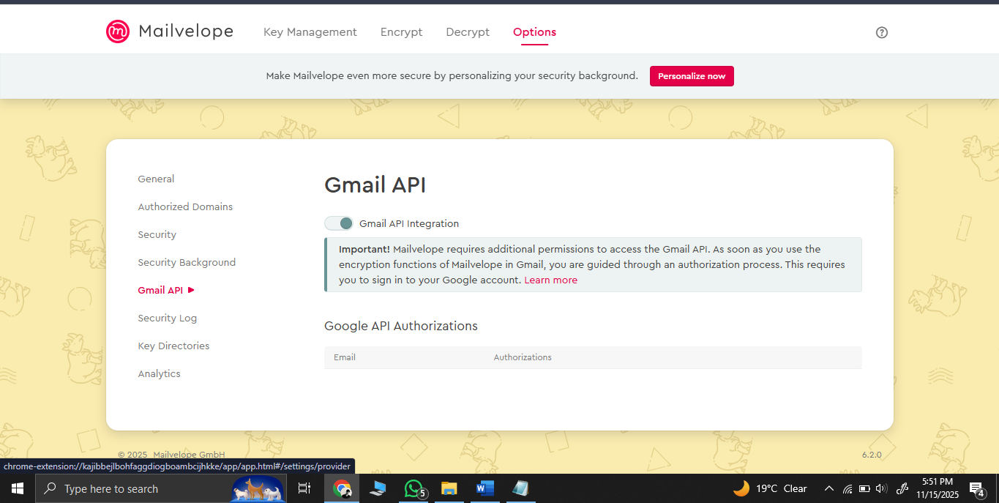 Mailvelope
Key Management
Encrypt
Decrypt
Options
Make Mailvelope even more secure by personalizing your security background.
Personalize now
General
Authorized Domains
Security
Security Background
Gmail API
Security Log
Key Directories
Analytics
Gmail API
Gmail API Integration
Important! Mailvelope requires additional permissions to access the Gmail API. As soon as you use the
encryption functions of Mailvelope in Gmail, you are guided through an authorization process. This requires
you to sign in to your Google account. Learn more
Google API Authorizations
Email
Authorizations
© 2025 Mailvelope GmbH
6.2.0
chrome-extension://kajibbejlbohfaggdiogboambcijhkke/app/app.html#/settings/provider
Type here to search
5
19°C Clear
5:51 PM
11/15/2025
4